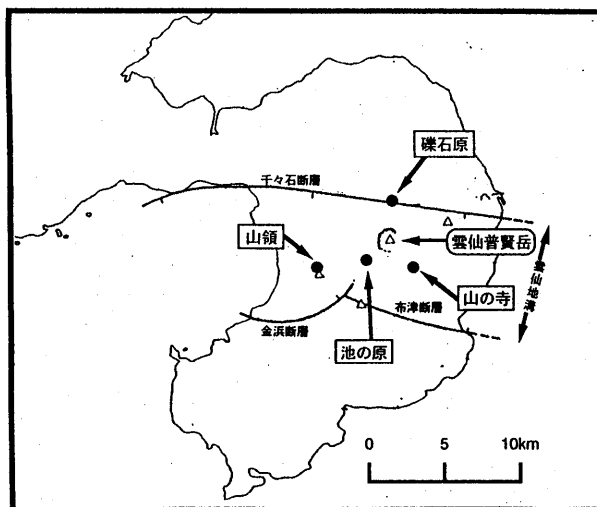 礫石原
千々石断層
山領
雲仙普賢岳
雲仙地溝
山の寺
布津断層
金浜断層
池の原
0 5 10km